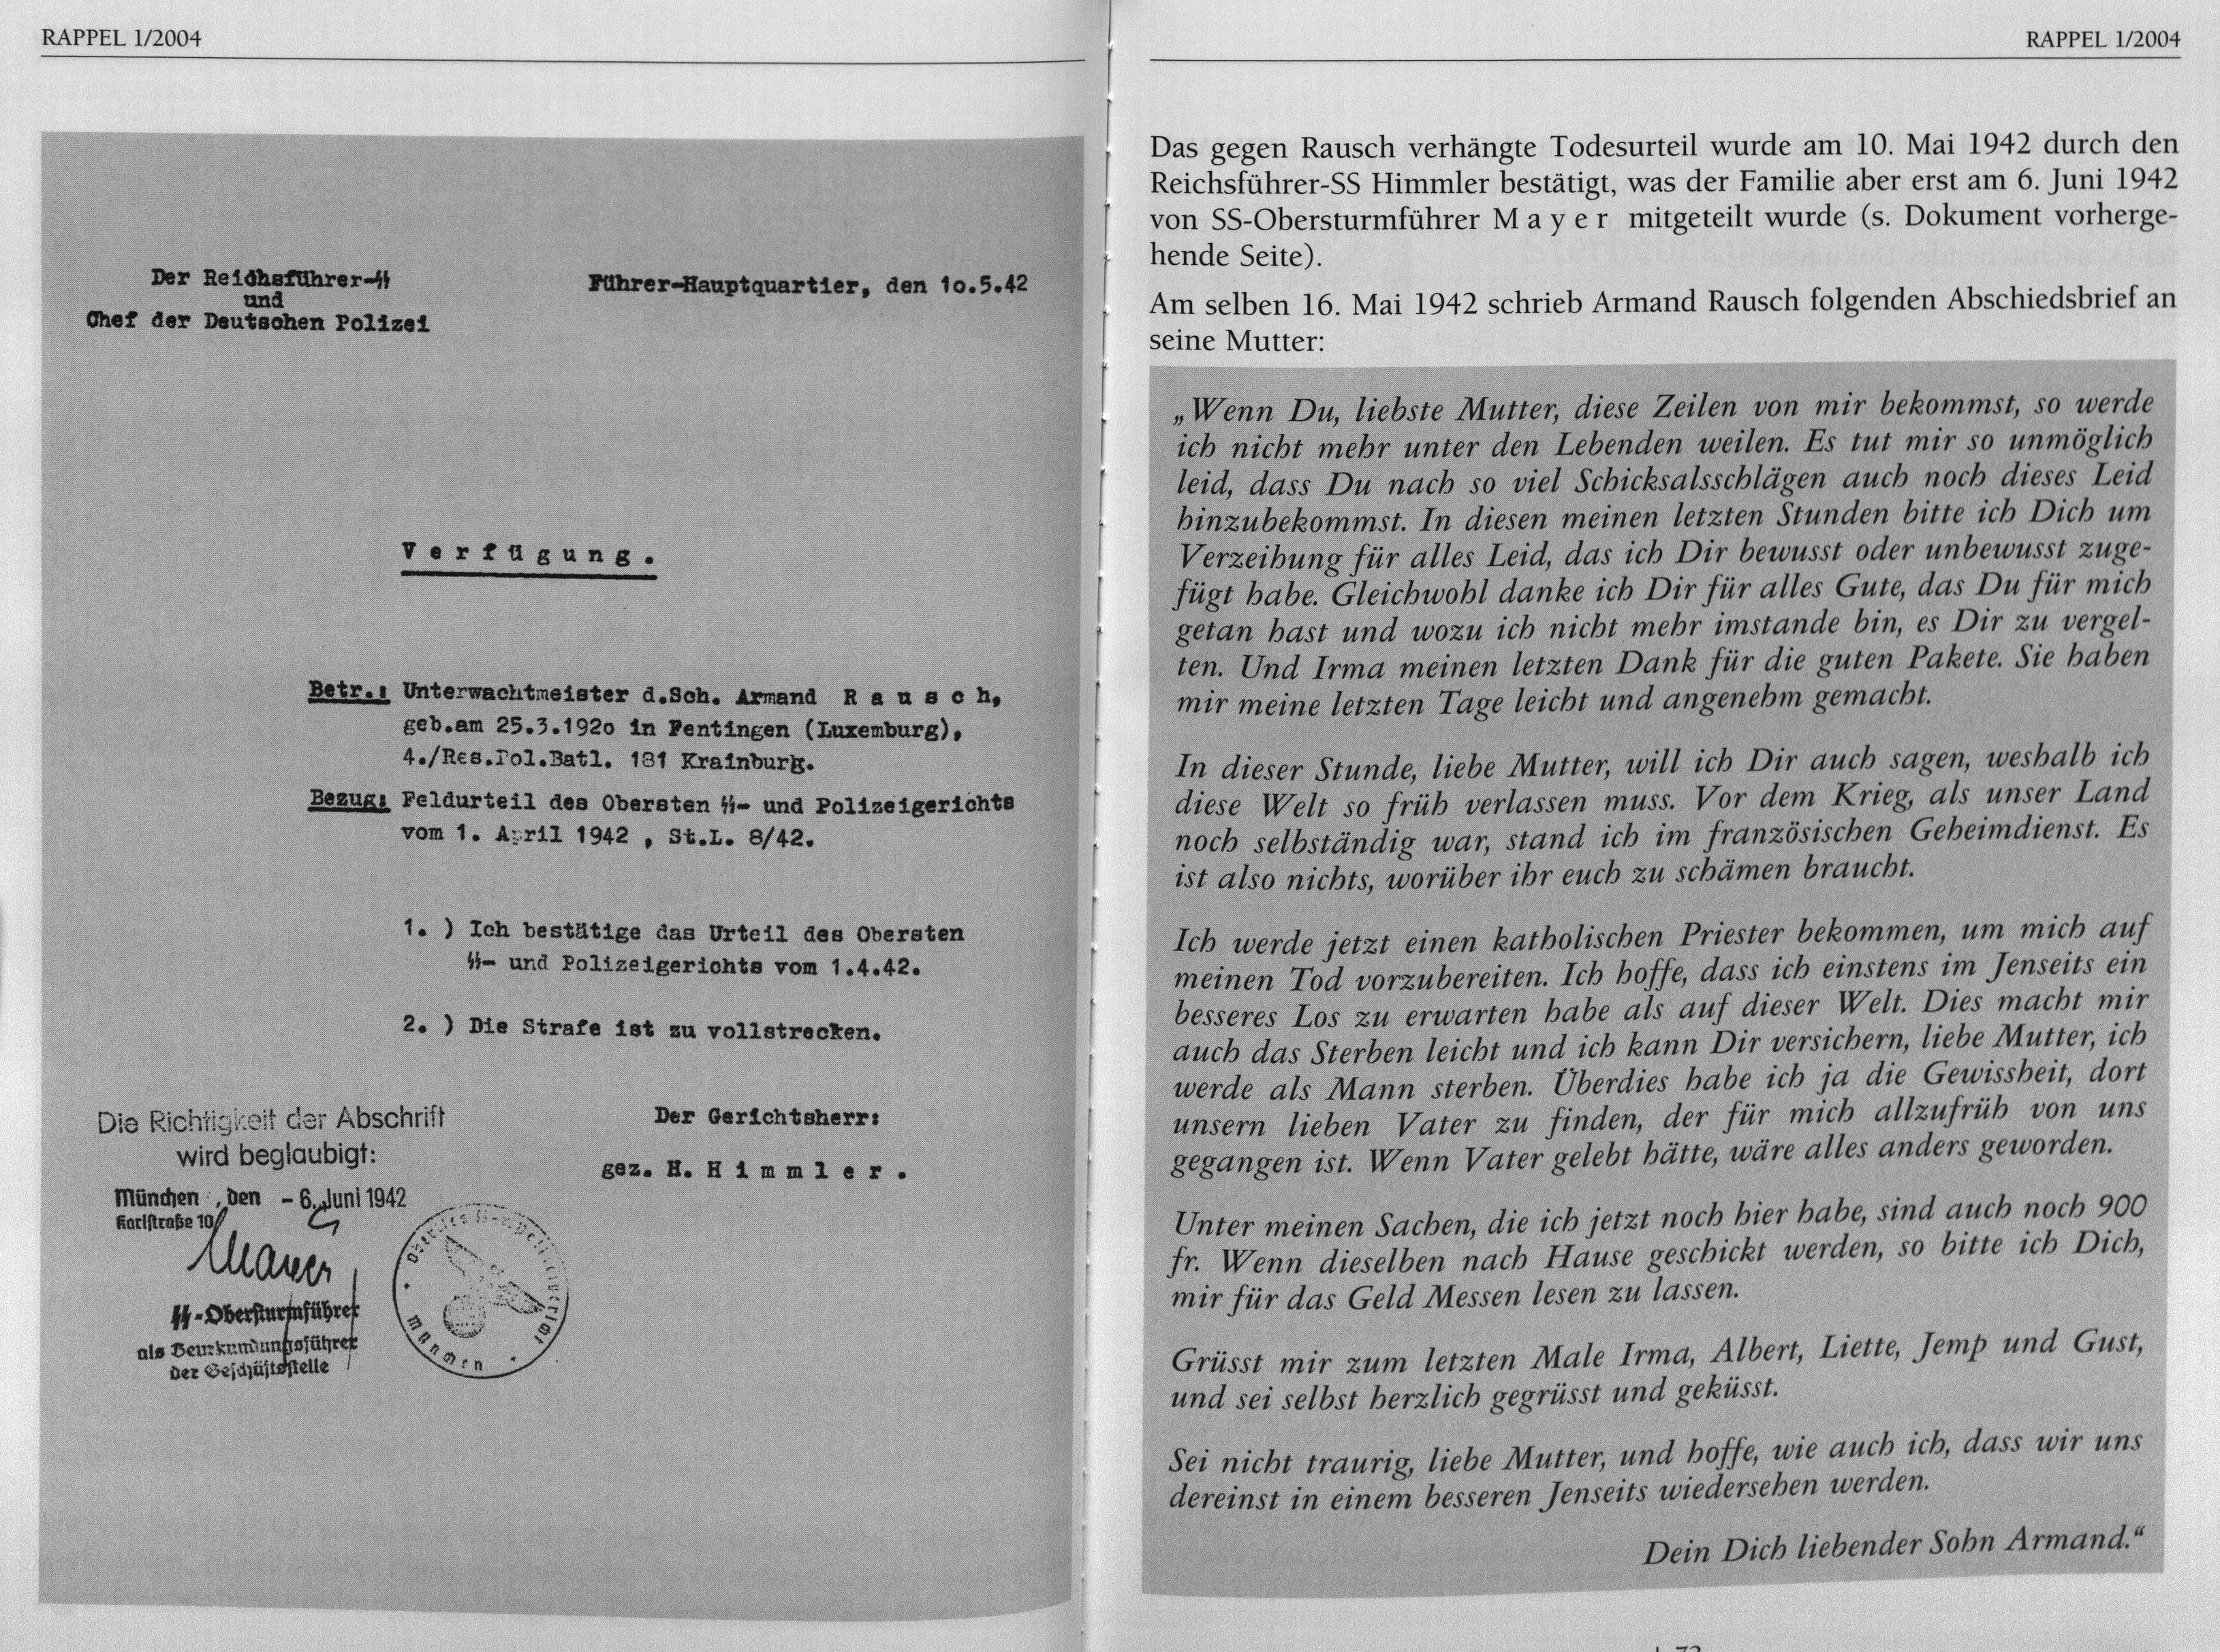 RAPPEL 1/2004
Der Reichsführer-SS
und
Chef der Deutschen Polizei
Führer-Hauptquartier, den 1o.5.42
Verfügung.
Betr.: Unterwachtmeister d.Sch. Armand Rausch,
geb.am 25.3.192o in Fentingen (Luxemburg),
4./Res.Pol.Batl. 181 Krainburg.
Bezug: Feldurteil des Obersten SS- und Polizeigerichts
vom 1. April 1942 , St.L. 8/42.
1. ) Ich bestätige das Urteil des Obersten
SS- und Polizeigerichts vom 1.4.42.
2. ) Die Strafe ist zu vollstrecken.
Der Gerichtsherr:
gez. H. Himmler.
Die Richtigkeit der Abschrift
wird beglaubigt:
München, den - 6. Juni 1942
Karlstraße 10
Mayer
SS-Obersturmführer
als Beurkundungsführer
der Geschäftsstelle
München
RAPPEL 1/2004
Das gegen Rausch verhängte Todesurteil wurde am 10. Mai 1942 durch den
Reichsführer-SS Himmler bestätigt, was der Familie aber erst am 6. Juni 1942
von SS-Obersturmführer Mayer mitgeteilt wurde (s. Dokument vorherge-
hende Seite).
Am selben 16. Mai 1942 schrieb Armand Rausch folgenden Abschiedsbrief an
seine Mutter:
„Wenn Du, liebste Mutter, diese Zeilen von mir bekommst, so werde
ich nicht mehr unter den Lebenden weilen. Es tut mir so unmöglich
leid, dass Du nach so viel Schicksalsschlägen auch noch dieses Leid
hinzubekommst. In diesen meinen letzten Stunden bitte ich Dich um
Verzeihung für alles Leid, das ich Dir bewusst oder unbewusst zuge-
fügt habe. Gleichwohl danke ich Dir für alles Gute, das Du für mich
getan hast und wozu ich nicht mehr imstande bin, es Dir zu vergel-
ten. Und Irma meinen letzten Dank für die guten Pakete. Sie haben
mir meine letzten Tage leicht und angenehm gemacht.
In dieser Stunde, liebe Mutter, will ich Dir auch sagen, weshalb ich
diese Welt so früh verlassen muss. Vor dem Krieg, als unser Land
noch selbständig war, stand ich im französischen Geheimdienst. Es
ist also nichts, worüber ihr euch zu schämen braucht.
Ich werde jetzt einen katholischen Priester bekommen, um mich auf
meinen Tod vorzubereiten. Ich hoffe, dass ich einstens im Jenseits ein
besseres Los zu erwarten habe als auf dieser Welt. Dies macht mir
auch das Sterben leicht und ich kann Dir versichern, liebe Mutter, ich
werde als Mann sterben. Überdies habe ich ja die Gewissheit, dort
unsern lieben Vater zu finden, der für mich allzufrüh von uns
gegangen ist. Wenn Vater gelebt hätte, wäre alles anders geworden.
Unter meinen Sachen, die ich jetzt noch hier habe, sind auch noch 900
fr. Wenn dieselben nach Hause geschickt werden, so bitte ich Dich,
mir für das Geld Messen lesen zu lassen.
Grüsst mir zum letzten Male Irma, Albert, Liette, Jemp und Gust,
und sei selbst herzlich gegrüsst und geküsst.
Sei nicht traurig, liebe Mutter, und hoffe, wie auch ich, dass wir uns
dereinst in einem besseren Jenseits wiedersehen werden.
Dein Dich liebender Sohn Armand.“